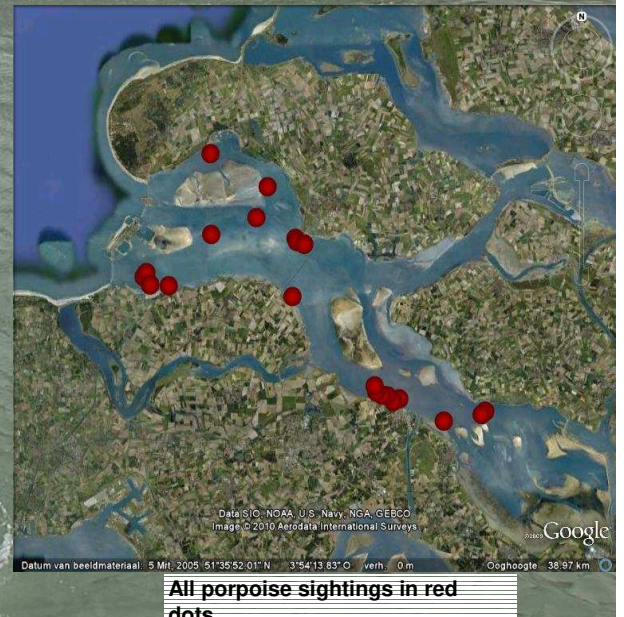 N
Data SIO, NOAA, U.S. Navy, NGA, GEBCO
Image © 2010 Aerodata International Surveys
©2009 Google
Datum van beeldmateriaal: 5 Mrt, 2005 51°35'52.01" N 3°54'13.83" O verh. 0 m Ooghoogte 38.97 km
All porpoise sightings in red
dots